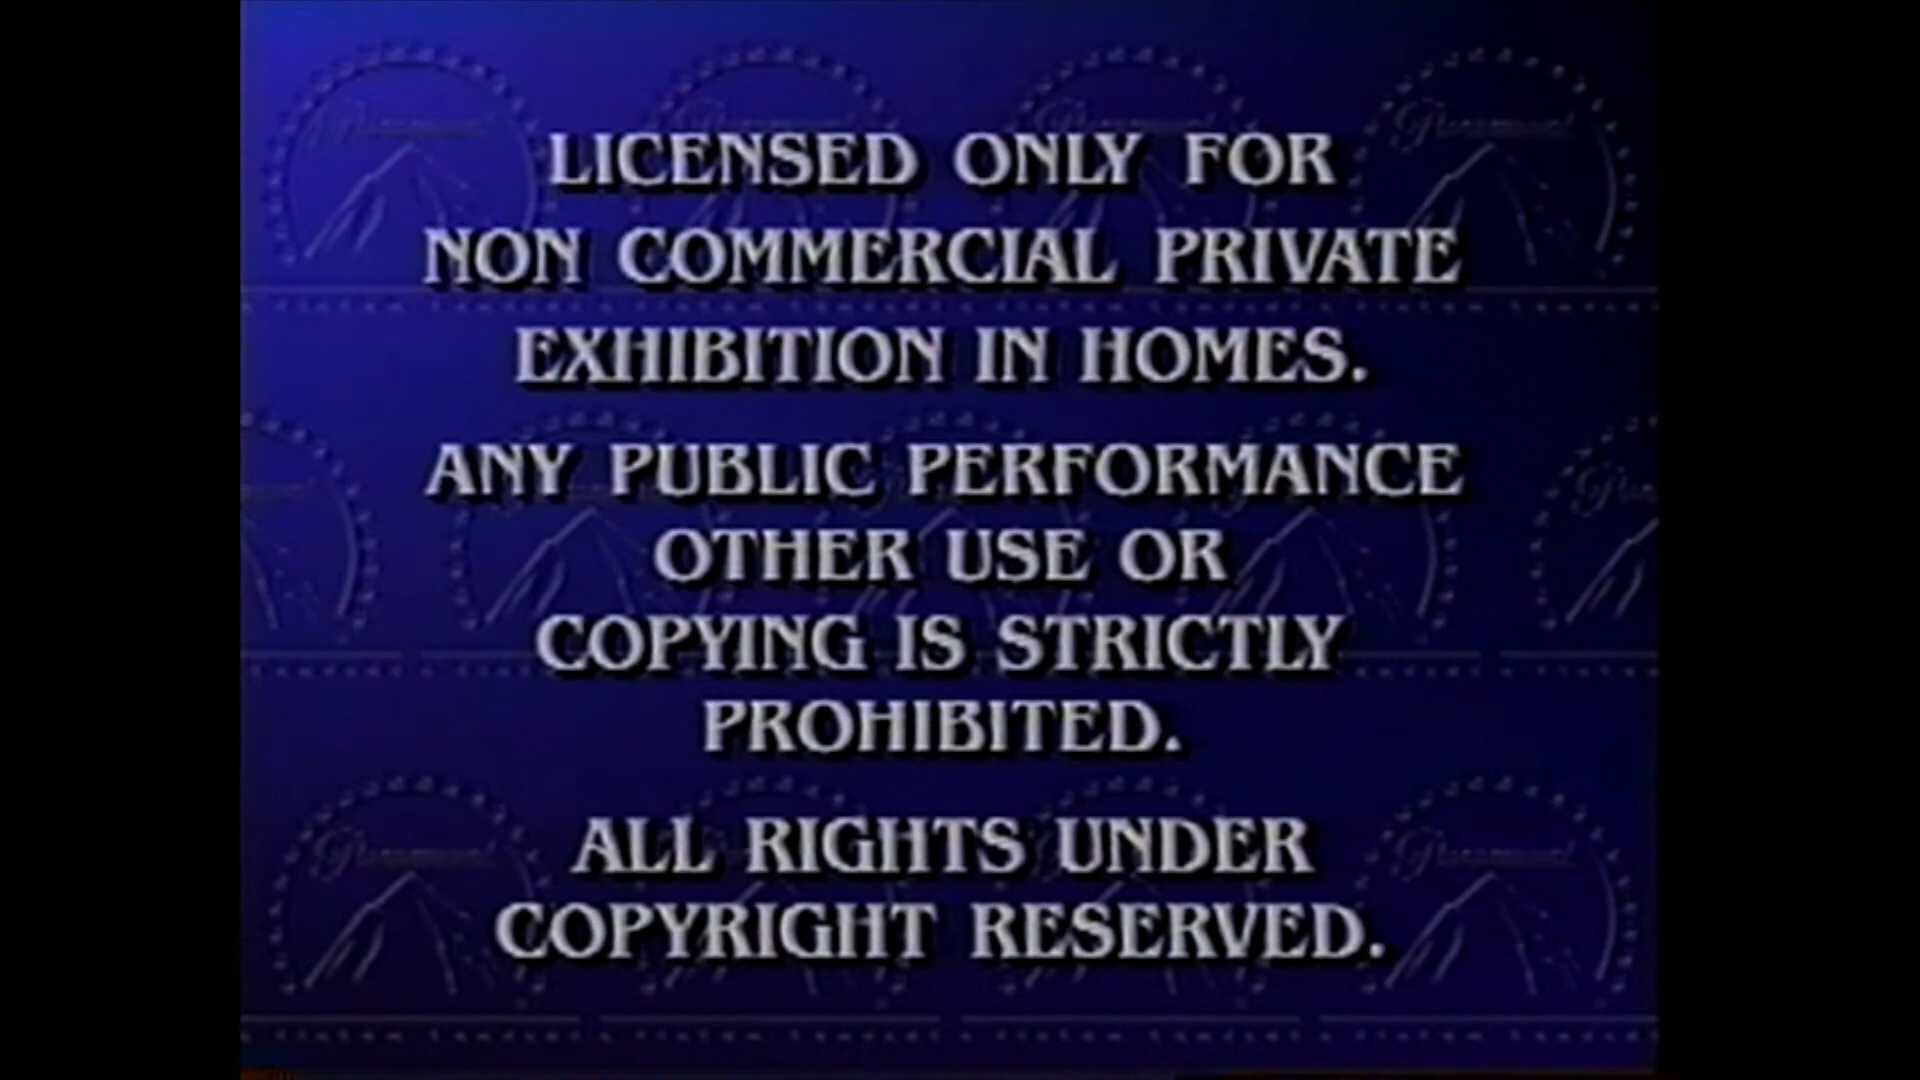 LICENSED ONLY FOR
NON COMMERCIAL PRIVATE
EXHIBITION IN HOMES.
ANY PUBLIC PERFORMANCE
OTHER USE OR
COPYING IS STRICTLY
PROHIBITED.
ALL RIGHTS UNDER
COPYRIGHT RESERVED.